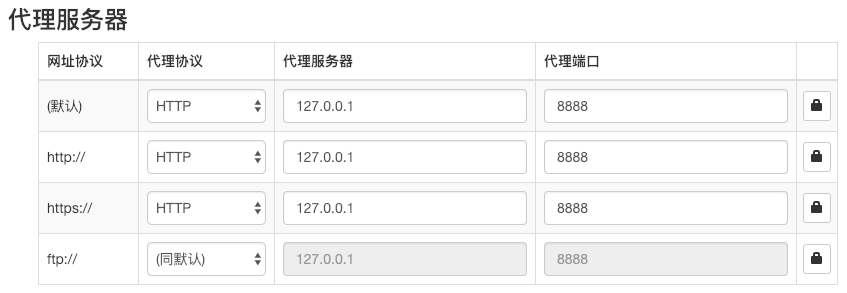 代理服务器
网址协议 代理协议 代理服务器 代理端口
(默认) HTTP 127.0.0.1 8888
http:// HTTP 127.0.0.1 8888
https:// HTTP 127.0.0.1 8888
ftp:// (同默认) 127.0.0.1 8888